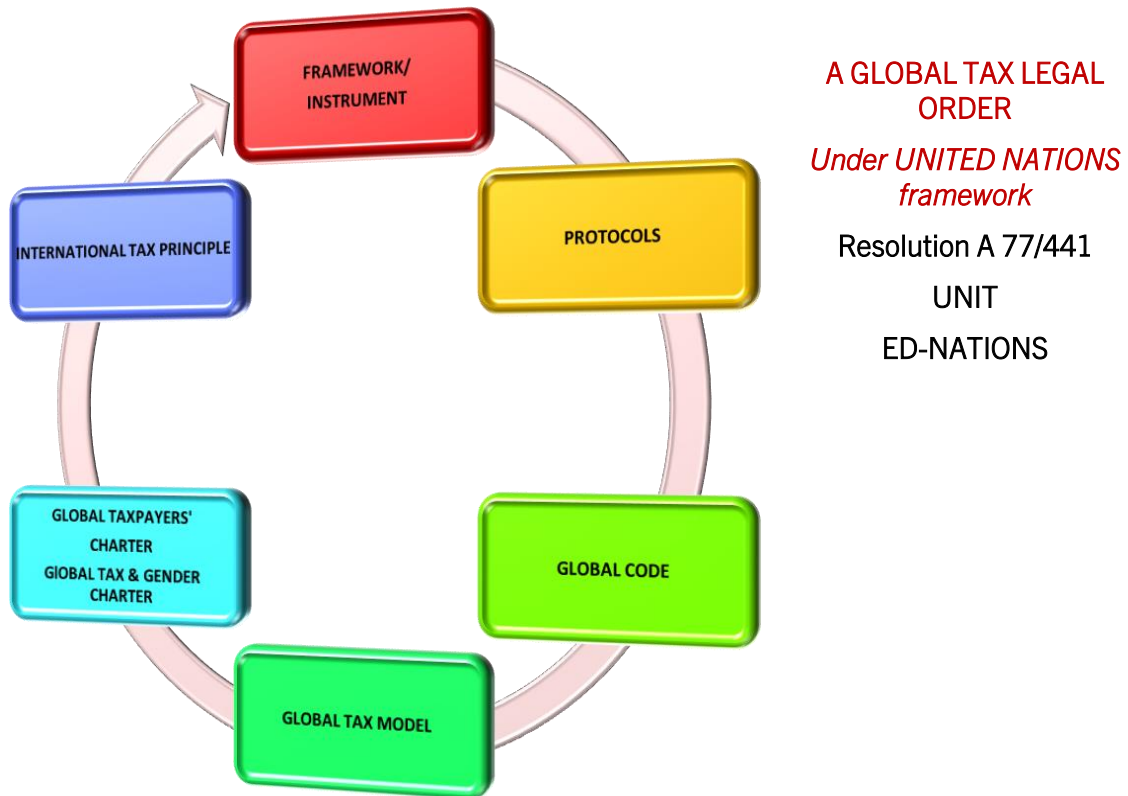 FRAMEWORK/
INSTRUMENT
PROTOCOLS
GLOBAL CODE
GLOBAL TAX MODEL
GLOBAL TAXPAYERS'
CHARTER
GlOBAL TAX & GENDER
CHARTER
INTERNATIONAL TAX PRINCIPLE
A GLOBAL TAX LEGAL
ORDER
Under UNITED NATIONS
framework
Resolution A 77/441
UNIT
ED-NATIONS